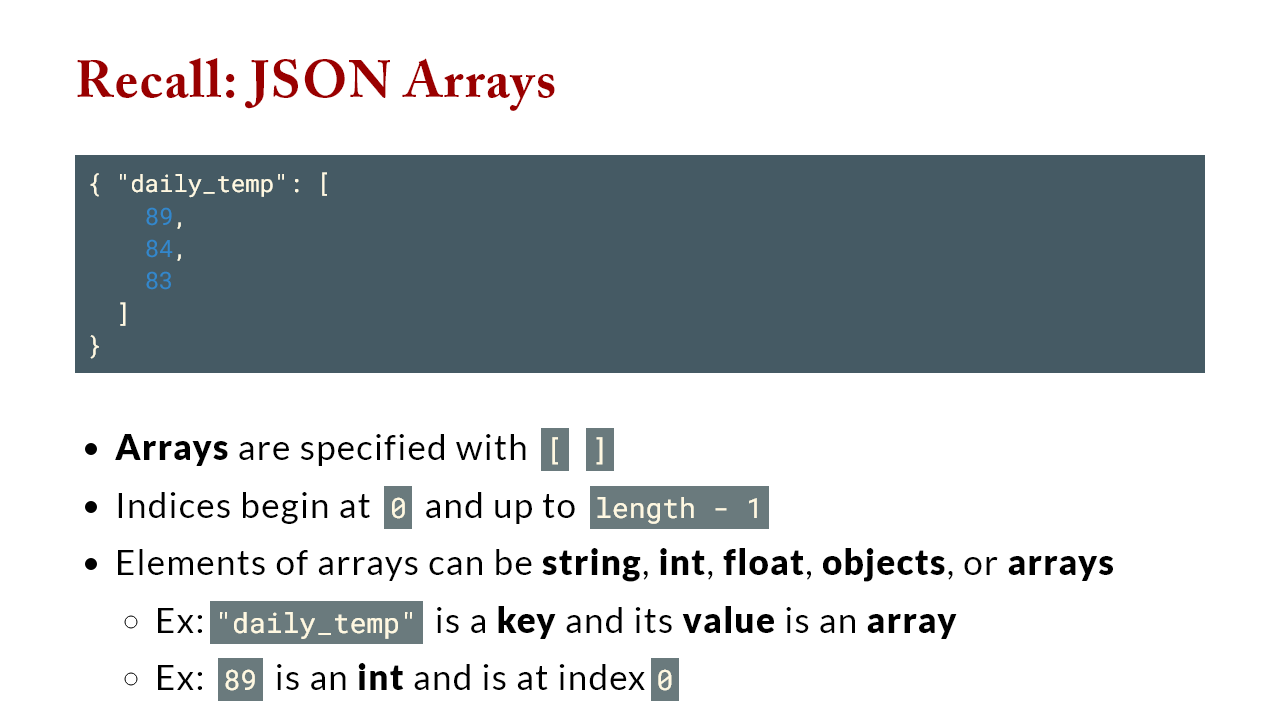 Recall: JSON Arrays
{ "daily_temp": [
    89,
    84,
    83
  ]
}
• Arrays are specified with [ ]
• Indices begin at 0 and up to length - 1
• Elements of arrays can be string, int, float, objects, or arrays
○ Ex: "daily_temp" is a key and its value is an array
○ Ex: 89 is an int and is at index 0